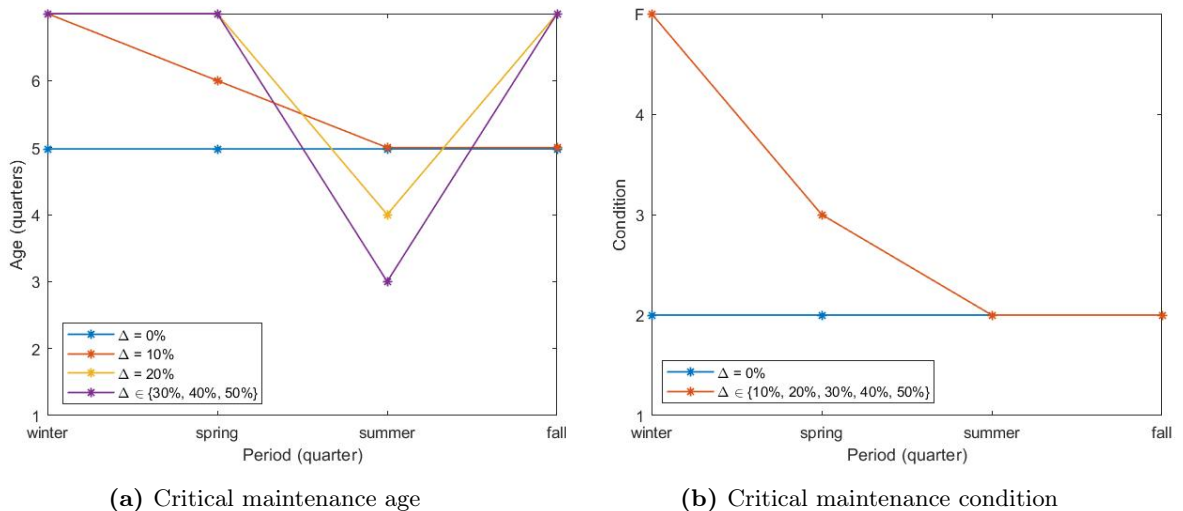 6
5
4
3
2
1
Age (quarters)
Δ = 0%
Δ = 10%
Δ = 20%
Δ ∈ {30%, 40%, 50%}
winter
spring
summer
fall
Period (quarter)
(a) Critical maintenance age
F
4
3
2
1
Condition
Δ = 0%
Δ ∈ {10%, 20%, 30%, 40%, 50%}
winter
spring
summer
fall
Period (quarter)
(b) Critical maintenance condition